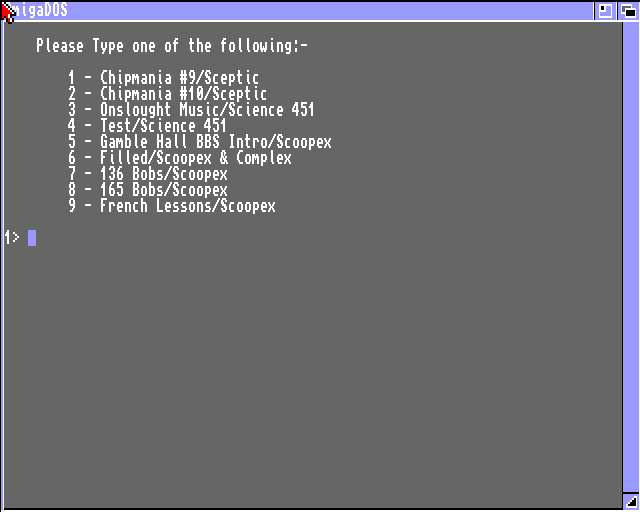 AmigaDOS
Please Type one of the following:-
1 - Chipmania #9/Sceptic
2 - Chipmania #10/Sceptic
3 - Onslought Music/Science 451
4 - Test/Science 451
5 - Gamble Hall BBS Intro/Scoopex
6 - Filled/Scoopex & Complex
7 - 136 Bobs/Scoopex
8 - 165 Bobs/Scoopex
9 - French Lessons/Scoopex
1>